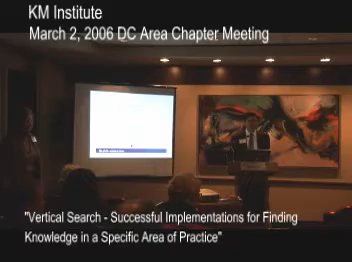 KM Institute
March 2, 2006 DC Area Chapter Meeting
"Vertical Search - Successful Implementations for Finding
Knowledge in a Specific Area of Practice"